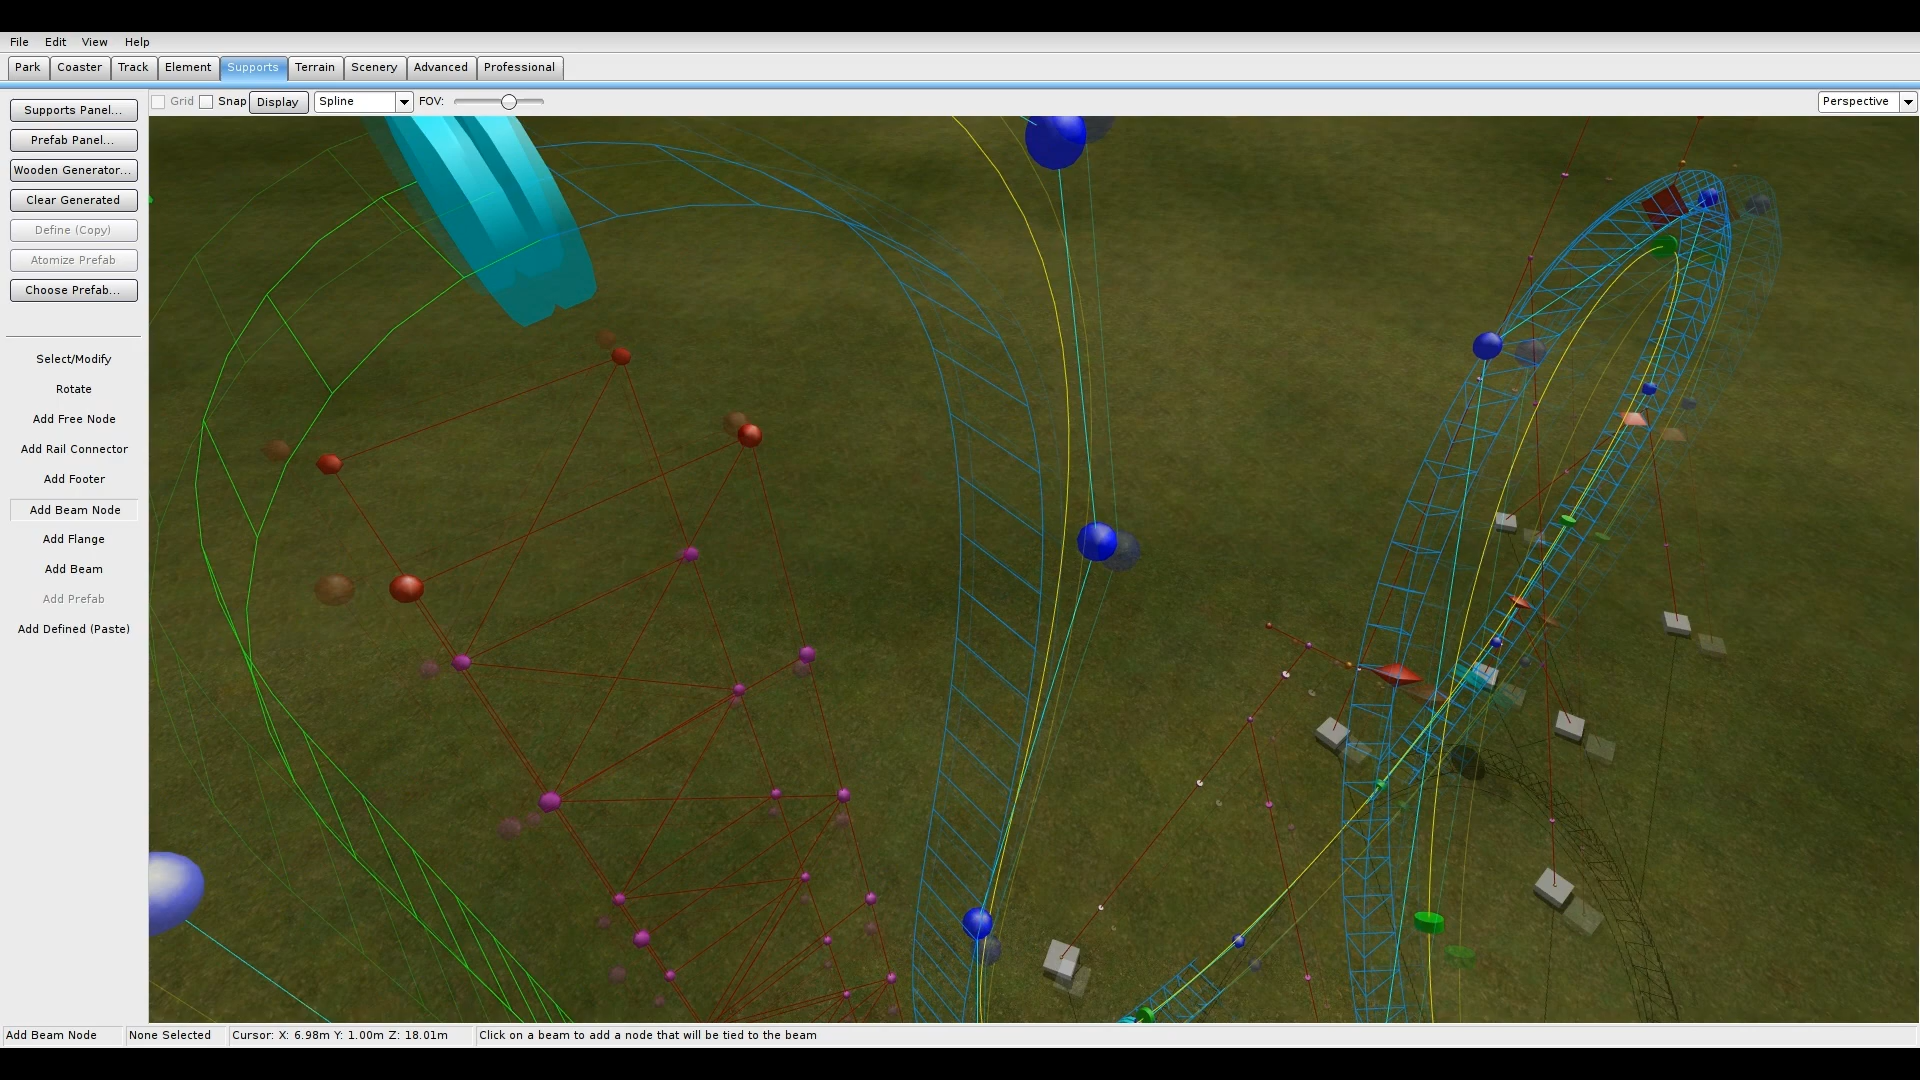 File Edit View Help
Park Coaster Track Element Supports Terrain Scenery Advanced Professional
Grid Snap Display Spline FOV: Perspective
Supports Panel...
Prefab Panel...
Wooden Generator...
Clear Generated
Define (Copy)
Atomize Prefab
Choose Prefab...
Select/Modify
Rotate
Add Free Node
Add Rail Connector
Add Footer
Add Beam Node
Add Flange
Add Beam
Add Prefab
Add Defined (Paste)
Add Beam Node None Selected Cursor: X: 6.98m Y: 1.00m Z: 18.01m Click on a beam to add a node that will be tied to the beam